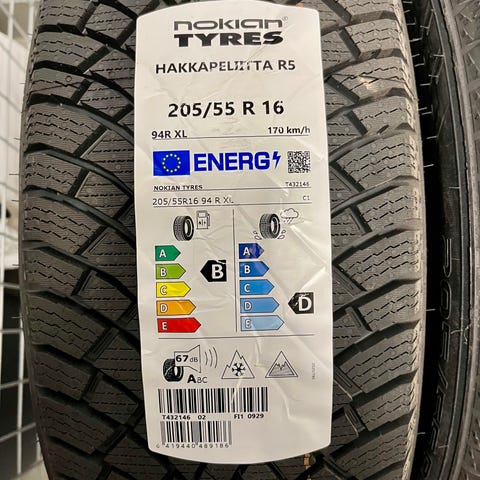 nokian
TYRES
HAKKAPELIITTA R5
205/55 R 16
94R XL 170 km/h
ENERG
NOKIAN TYRES T432146
205/55R16 94 R XL C1
A A
B B B
C C
D D D
E E
67 dB
ABC
T432146 02 FI1 0929
6 419440 489186